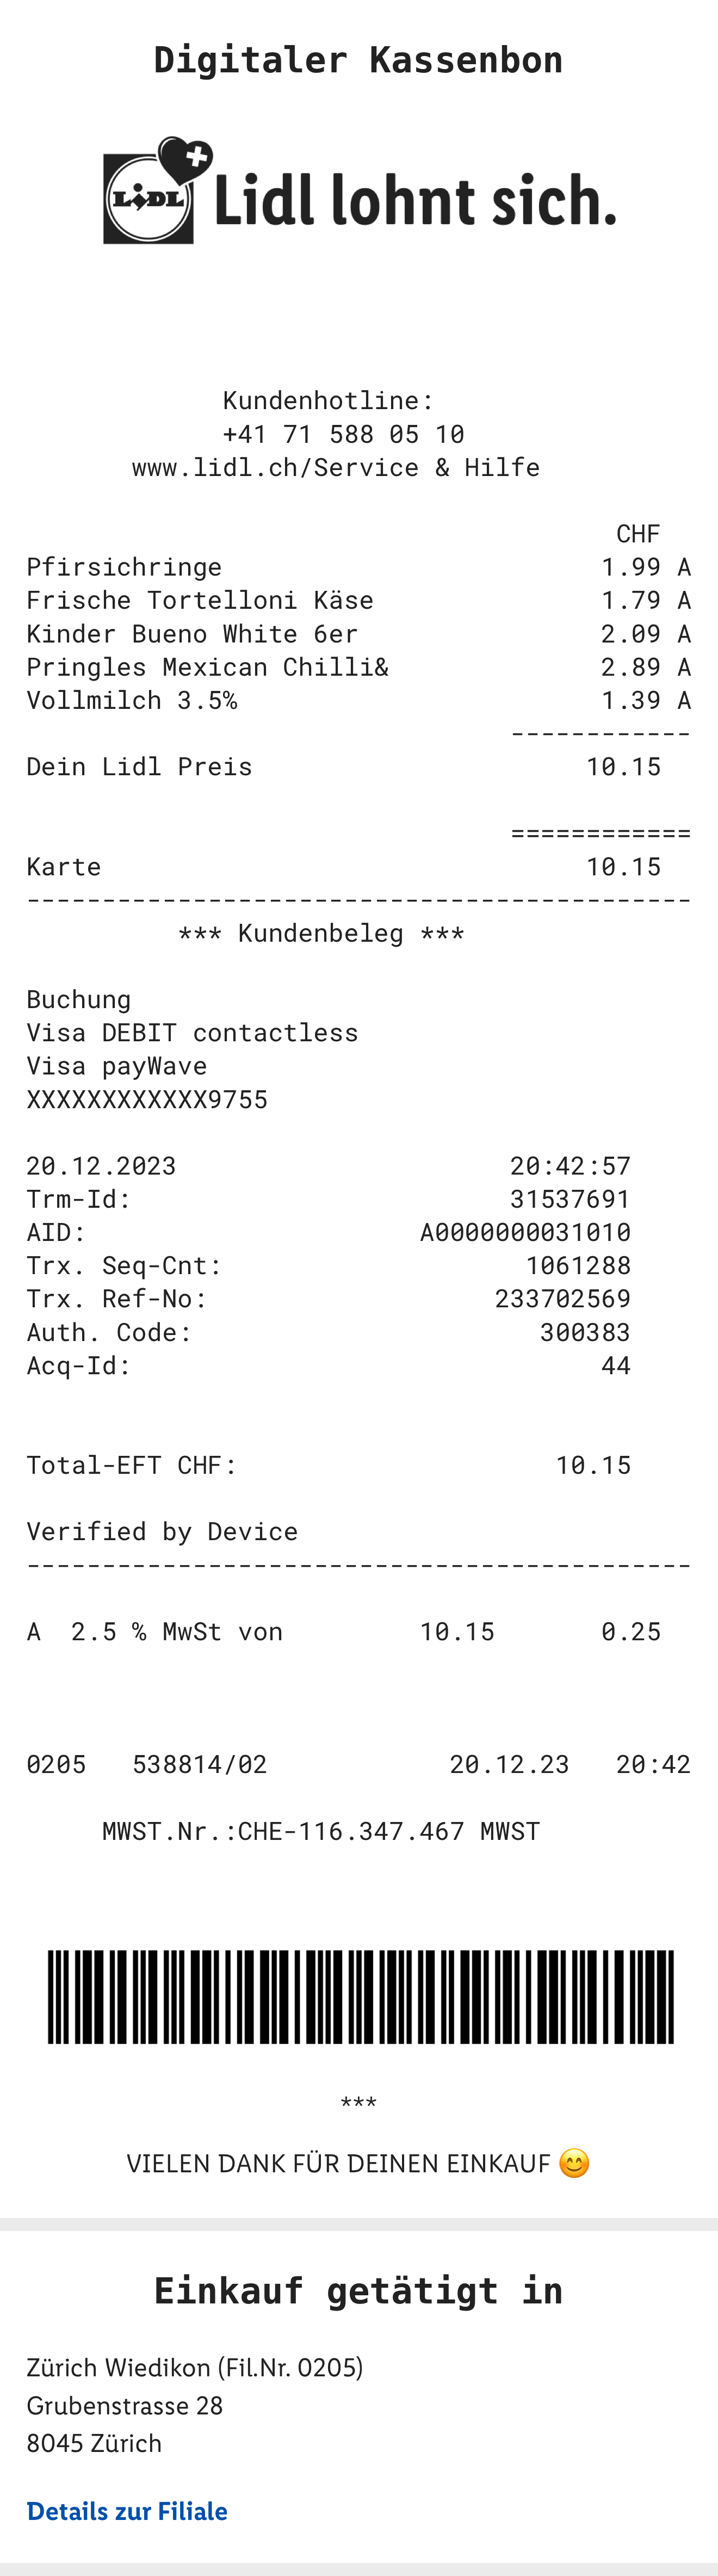 Digitaler Kassenbon
LIDL Lidl lohnt sich.
Kundenhotline:
+41 71 588 05 10
www.lidl.ch/Service & Hilfe
CHF
Pfirsichringe 1.99 A
Frische Tortelloni Käse 1.79 A
Kinder Bueno White 6er 2.09 A
Pringles Mexican Chilli& 2.89 A
Vollmilch 3.5% 1.39 A
------------
Dein Lidl Preis 10.15
============
Karte 10.15
--------------------------------------------
*** Kundenbeleg ***
Buchung
Visa DEBIT contactless
Visa payWave
XXXXXXXXXXXX9755
20.12.2023 20:42:57
Trm-Id: 31537691
AID: A0000000031010
Trx. Seq-Cnt: 1061288
Trx. Ref-No: 233702569
Auth. Code: 300383
Acq-Id: 44
Total-EFT CHF: 10.15
Verified by Device
--------------------------------------------
A 2.5 % MwSt von 10.15 0.25
0205 538814/02 20.12.23 20:42
MWST.Nr.:CHE-116.347.467 MWST
***
VIELEN DANK FÜR DEINEN EINKAUF 😊
Einkauf getätigt in
Zürich Wiedikon (Fil.Nr. 0205)
Grubenstrasse 28
8045 Zürich
Details zur Filiale